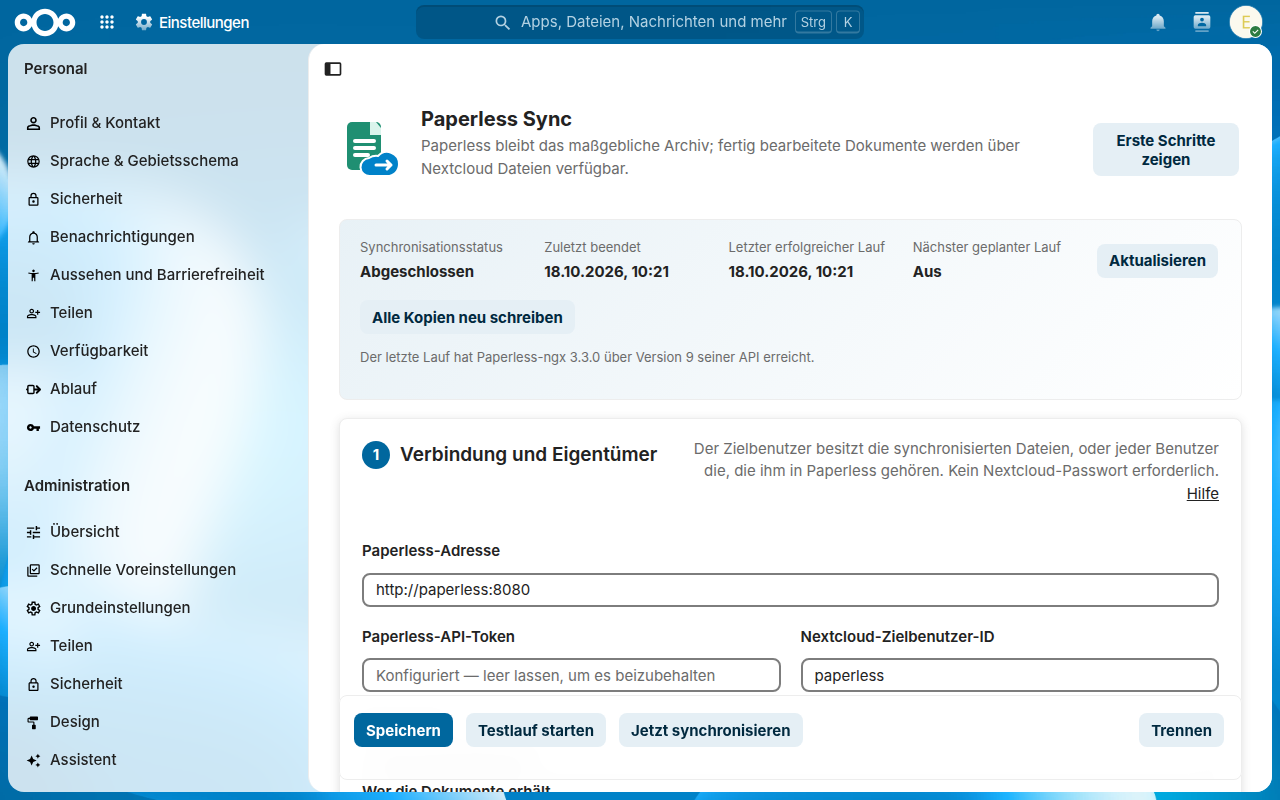 Einstellungen
Apps, Dateien, Nachrichten und mehr
Strg
K
E
Personal
Profil & Kontakt
Sprache & Gebietsschema
Sicherheit
Benachrichtigungen
Aussehen und Barrierefreiheit
Teilen
Verfügbarkeit
Ablauf
Datenschutz
Administration
Übersicht
Schnelle Voreinstellungen
Grundeinstellungen
Teilen
Sicherheit
Design
Assistent
Paperless Sync
Paperless bleibt das maßgebliche Archiv; fertig bearbeitete Dokumente werden über
Nextcloud Dateien verfügbar.
Erste Schritte
zeigen
Synchronisationsstatus
Abgeschlossen
Zuletzt beendet
18.10.2026, 10:21
Letzter erfolgreicher Lauf
18.10.2026, 10:21
Nächster geplanter Lauf
Aus
Aktualisieren
Alle Kopien neu schreiben
Der letzte Lauf hat Paperless-ngx 3.3.0 über Version 9 seiner API erreicht.
1
Verbindung und Eigentümer
Der Zielbenutzer besitzt die synchronisierten Dateien, oder jeder Benutzer
die, die ihm in Paperless gehören. Kein Nextcloud-Passwort erforderlich.
Hilfe
Paperless-Adresse
http://paperless:8080
Paperless-API-Token
Konfiguriert — leer lassen, um es beizubehalten
Nextcloud-Zielbenutzer-ID
paperless
Speichern
Testlauf starten
Jetzt synchronisieren
Trennen
Wer die Dokumente erhält